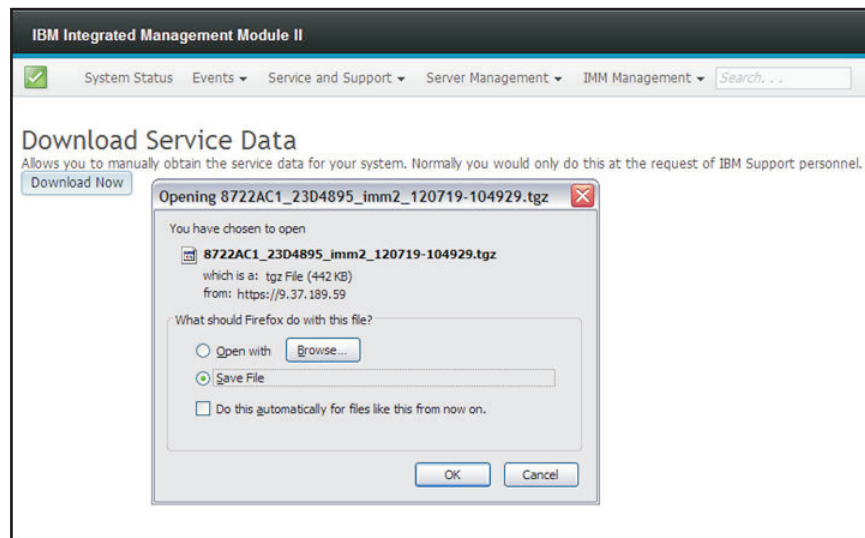 IBM Integrated Management Module II
System Status Events Service and Support Server Management IMM Management Search. . .
Download Service Data
Allows you to manually obtain the service data for your system. Normally you would only do this at the request of IBM Support personnel.
Download Now
Opening 8722AC1_23D4895_imm2_120719-104929.tgz
You have chosen to open
8722AC1_23D4895_imm2_120719-104929.tgz
which is a: tgz File (442 KB)
from: https://9.37.189.59
What should Firefox do with this file?
Open with Browse...
Save File
Do this automatically for files like this from now on.
OK Cancel